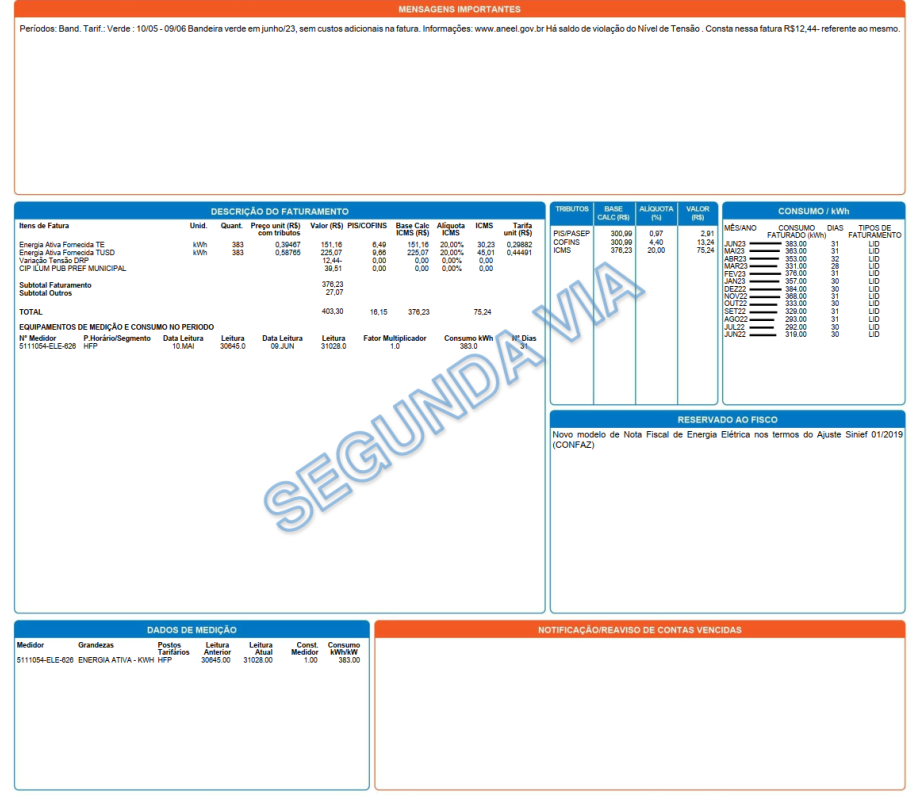 MENSAGENS IMPORTANTES
Períodos: Band. Tarif.: Verde : 10/05 - 09/06 Bandeira verde em junho/23, sem custos adicionais na fatura. Informações: www.aneel.gov.br Há saldo de violação do Nível de Tensão . Consta nessa fatura R$12,44- referente ao mesmo.
DESCRIÇÃO DO FATURAMENTO
Itens de Fatura Unid. Quant. Preço unit (R$) com tributos Valor (R$) PIS/COFINS Base Calc ICMS (R$) Alíquota ICMS ICMS Tarifa unit (R$)
Energia Ativa Fornecida TE kWh 383 0,39467 151,16 6,49 151,16 20,00% 30,23 0,29882
Energia Ativa Fornecida TUSD kWh 383 0,58765 225,07 9,66 225,07 20,00% 45,01 0,44491
Variação Tensão DRP 12,44- 0,00 0,00 0,00% 0,00
CIP ILUM PUB PREF MUNICIPAL 39,51 0,00 0,00 0,00% 0,00
Subtotal Faturamento 376,23
Subtotal Outros 27,07
TOTAL 403,30 16,15 376,23 75,24
EQUIPAMENTOS DE MEDIÇÃO E CONSUMO NO PERIODO
N° Medidor P.Horário/Segmento Data Leitura Leitura Data Leitura Leitura Fator Multiplicador Consumo kWh N° Dias
5111054-ELE-626 HFP 10.MAI 30645.0 09.JUN 31028.0 1.0 383.0 31
TRIBUTOS BASE CALC (R$) ALÍQUOTA (%) VALOR (R$)
PIS/PASEP 300,99 0,97 2,91
COFINS 300,99 4,40 13,24
ICMS 376,23 20,00 75,24
CONSUMO / kWh
MÊS/ANO CONSUMO FATURADO (kWh) DIAS TIPOS DE FATURAMENTO
JUN23 383.00 31 LID
MAI23 363.00 31 LID
ABR23 353.00 32 LID
MAR23 331.00 28 LID
FEV23 376.00 31 LID
JAN23 357.00 30 LID
DEZ22 384.00 30 LID
NOV22 368.00 31 LID
OUT22 333.00 30 LID
SET22 329.00 31 LID
AGO22 293.00 31 LID
JUL22 292.00 30 LID
JUN22 319.00 30 LID
SEGUNDA VIA
RESERVADO AO FISCO
Novo modelo de Nota Fiscal de Energia Elétrica nos termos do Ajuste Sinief 01/2019
(CONFAZ)
DADOS DE MEDIÇÃO
Medidor Grandezas Postos Tarifários Leitura Anterior Leitura Atual Const. Medidor Consumo kWh/kW
5111054-ELE-626 ENERGIA ATIVA - KWH HFP 30645.00 31028.00 1.00 383.00
NOTIFICAÇÃO/REAVISO DE CONTAS VENCIDAS